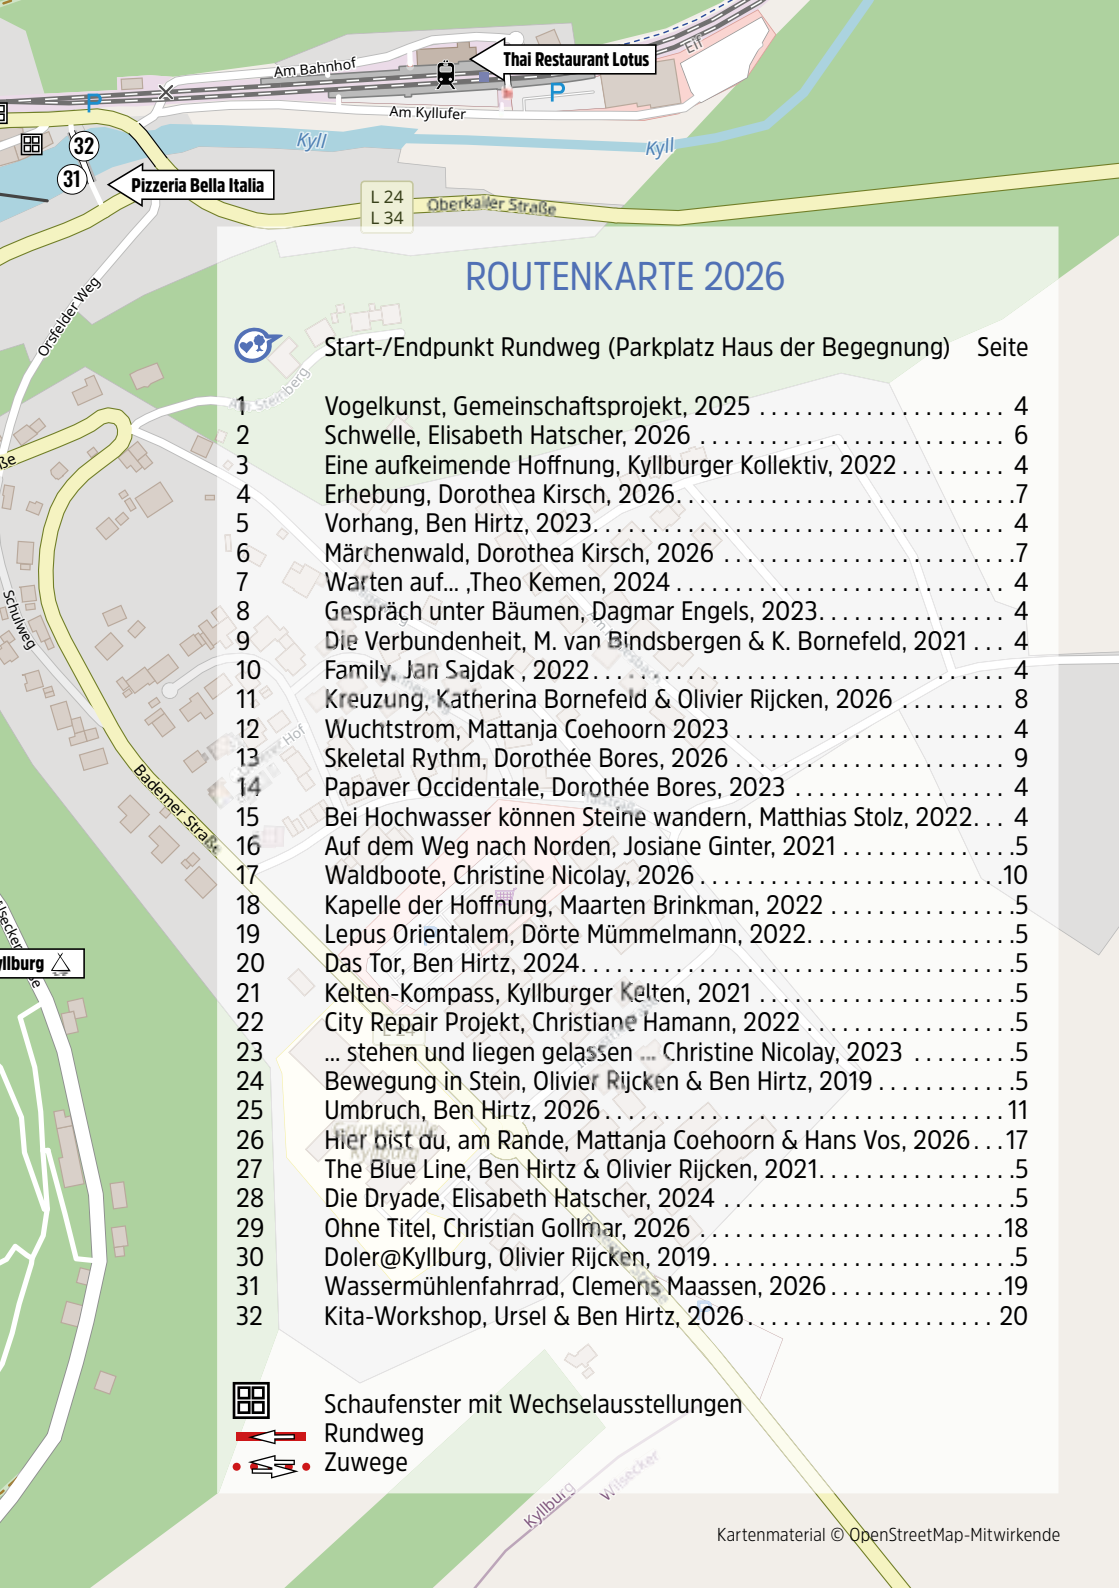 Thai Restaurant Lotus
Am Bahnhof
Eif
P
P
Am Kyllufer
Kyll
Kyll
32
31
Pizzeria Bella Italia
L 24
L 34
Oberkailer Straße
Orsfelder Weg
ROUTENKARTE 2026
Start-/Endpunkt Rundweg (Parkplatz Haus der Begegnung) Seite
Am Steinberg
1 Vogelkunst, Gemeinschaftsprojekt, 2025 . . . . . . . . . . . . . . . . . . . . . 4
2 Schwelle, Elisabeth Hatscher, 2026 . . . . . . . . . . . . . . . . . . . . . . . . . . 6
3 Eine aufkeimende Hoffnung, Kyllburger Kollektiv, 2022 . . . . . . . . . 4
4 Erhebung, Dorothea Kirsch, 2026. . . . . . . . . . . . . . . . . . . . . . . . . . . . .7
5 Vorhang, Ben Hirtz, 2023. . . . . . . . . . . . . . . . . . . . . . . . . . . . . . . . . . . 4
6 Märchenwald, Dorothea Kirsch, 2026 . . . . . . . . . . . . . . . . . . . . . . . . .7
7 Warten auf... ,Theo Kemen, 2024 . . . . . . . . . . . . . . . . . . . . . . . . . . . . 4
8 Gespräch unter Bäumen, Dagmar Engels, 2023. . . . . . . . . . . . . . . . 4
9 Die Verbundenheit, M. van Bindsbergen & K. Bornefeld, 2021 . . . 4
10 Family, Jan Sajdak , 2022 . . . . . . . . . . . . . . . . . . . . . . . . . . . . . . . . . . . 4
11 Kreuzung, Katherina Bornefeld & Olivier Rijcken, 2026 . . . . . . . . . 8
12 Wuchtstrom, Mattanja Coehoorn 2023 . . . . . . . . . . . . . . . . . . . . . . . 4
13 Skeletal Rythm, Dorothée Bores, 2026 . . . . . . . . . . . . . . . . . . . . . . . 9
14 Papaver Occidentale, Dorothée Bores, 2023 . . . . . . . . . . . . . . . . . . 4
15 Bei Hochwasser können Steine wandern, Matthias Stolz, 2022. . . 4
16 Auf dem Weg nach Norden, Josiane Ginter, 2021 . . . . . . . . . . . . . . .5
17 Waldboote, Christine Nicolay, 2026 . . . . . . . . . . . . . . . . . . . . . . . . . .10
18 Kapelle der Hoffnung, Maarten Brinkman, 2022 . . . . . . . . . . . . . . . .5
19 Lepus Orientalem, Dörte Mümmelmann, 2022. . . . . . . . . . . . . . . . . .5
20 Das Tor, Ben Hirtz, 2024. . . . . . . . . . . . . . . . . . . . . . . . . . . . . . . . . . . . .5
21 Kelten-Kompass, Kyllburger Kelten, 2021 . . . . . . . . . . . . . . . . . . . . . .5
22 City Repair Projekt, Christiane Hamann, 2022 . . . . . . . . . . . . . . . . . .5
23 ... stehen und liegen gelassen ... Christine Nicolay, 2023 . . . . . . . . .5
24 Bewegung in Stein, Olivier Rijcken & Ben Hirtz, 2019 . . . . . . . . . . . .5
25 Umbruch, Ben Hirtz, 2026 . . . . . . . . . . . . . . . . . . . . . . . . . . . . . . . . . . 11
26 Hier bist du, am Rande, Mattanja Coehoorn & Hans Vos, 2026 . . .17
27 The Blue Line, Ben Hirtz & Olivier Rijcken, 2021. . . . . . . . . . . . . . . . .5
28 Die Dryade, Elisabeth Hatscher, 2024 . . . . . . . . . . . . . . . . . . . . . . . . .5
29 Ohne Titel, Christian Gollmar, 2026 . . . . . . . . . . . . . . . . . . . . . . . . . .18
30 Doler@Kyllburg, Olivier Rijcken, 2019. . . . . . . . . . . . . . . . . . . . . . . . . .5
31 Wassermühlenfahrrad, Clemens Maassen, 2026 . . . . . . . . . . . . . . .19
32 Kita-Workshop, Ursel & Ben Hirtz, 2026 . . . . . . . . . . . . . . . . . . . . . 20
Schulweg
Hof
Bademer Straße
yllburg
L 24
Grundschule
Kyllburg
Schaufenster mit Wechselausstellungen
Rundweg
Zuwege
Kyllburg
Wilsecker
Kartenmaterial © OpenStreetMap-Mitwirkende